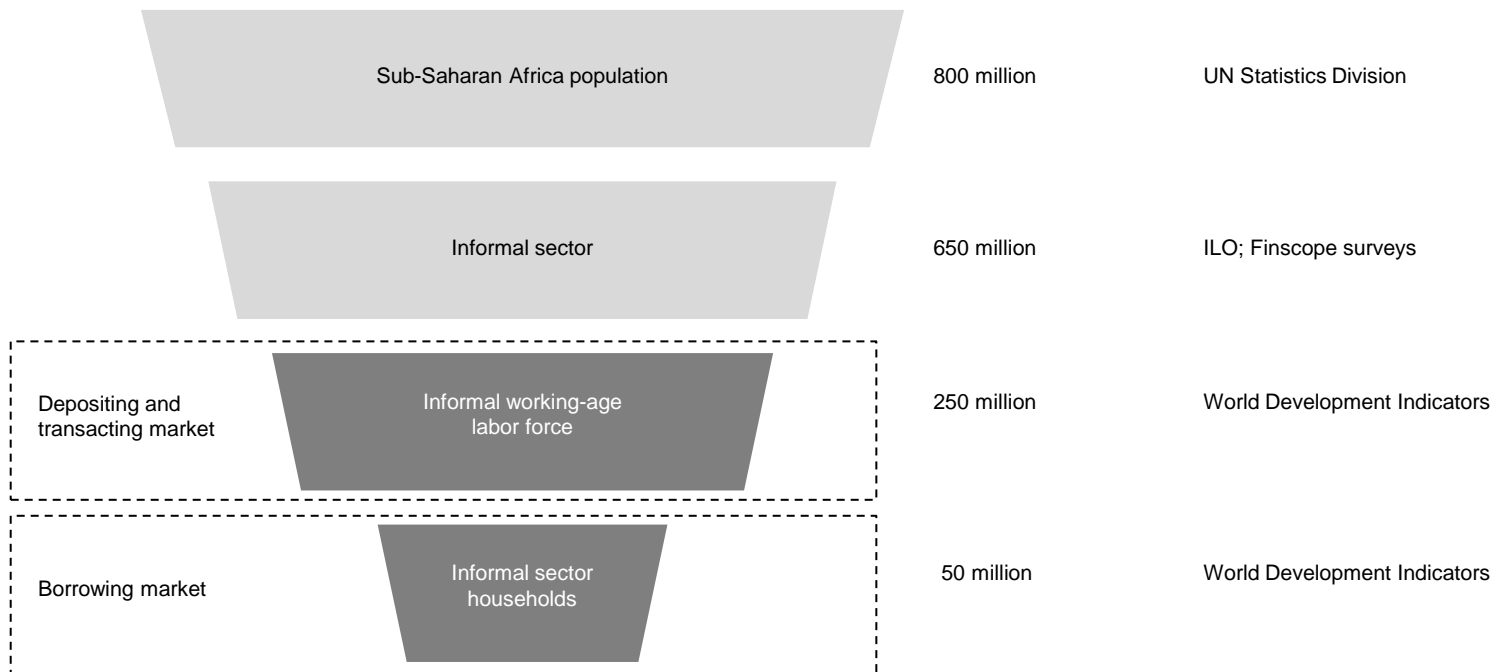 Sub-Saharan Africa population
800 million
UN Statistics Division
Informal sector
650 million
ILO; Finscope surveys
Depositing and
transacting market
Informal working-age
labor force
250 million
World Development Indicators
Borrowing market
Informal sector
households
50 million
World Development Indicators